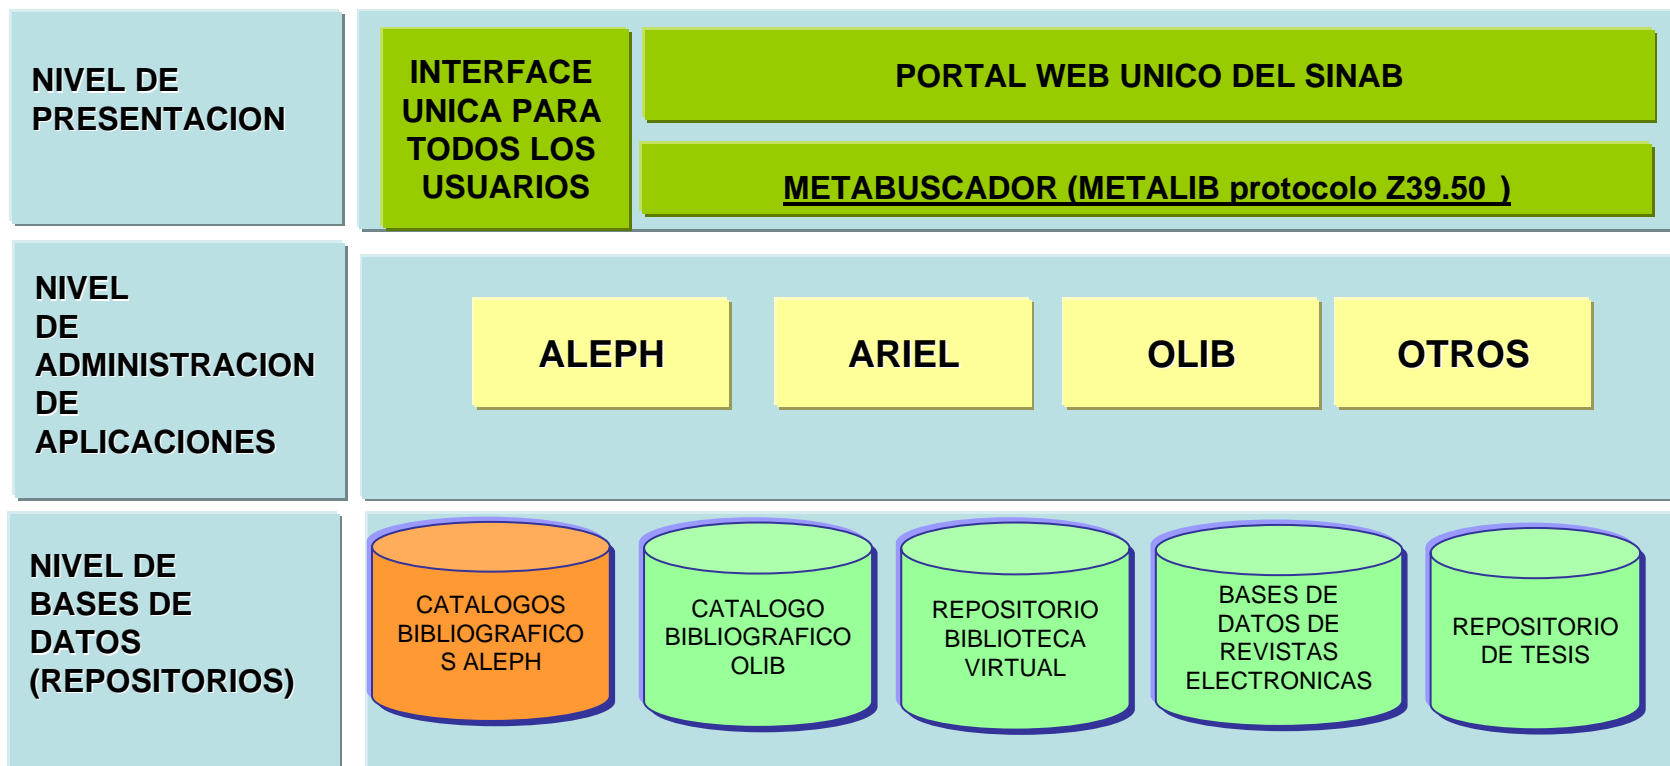 NIVEL DE
PRESENTACION
INTERFACE
UNICA PARA
TODOS LOS
USUARIOS
PORTAL WEB UNICO DEL SINAB
METABUSCADOR (METALIB protocolo Z39.50 )
NIVEL
DE
ADMINISTRACION
DE
APLICACIONES
ALEPH
ARIEL
OLIB
OTROS
NIVEL DE
BASES DE
DATOS
(REPOSITORIOS)
CATALOGOS
BIBLIOGRAFICO
S ALEPH
CATALOGO
BIBLIOGRAFICO
OLIB
REPOSITORIO
BIBLIOTECA
VIRTUAL
BASES DE
DATOS DE
REVISTAS
ELECTRONICAS
REPOSITORIO
DE TESIS